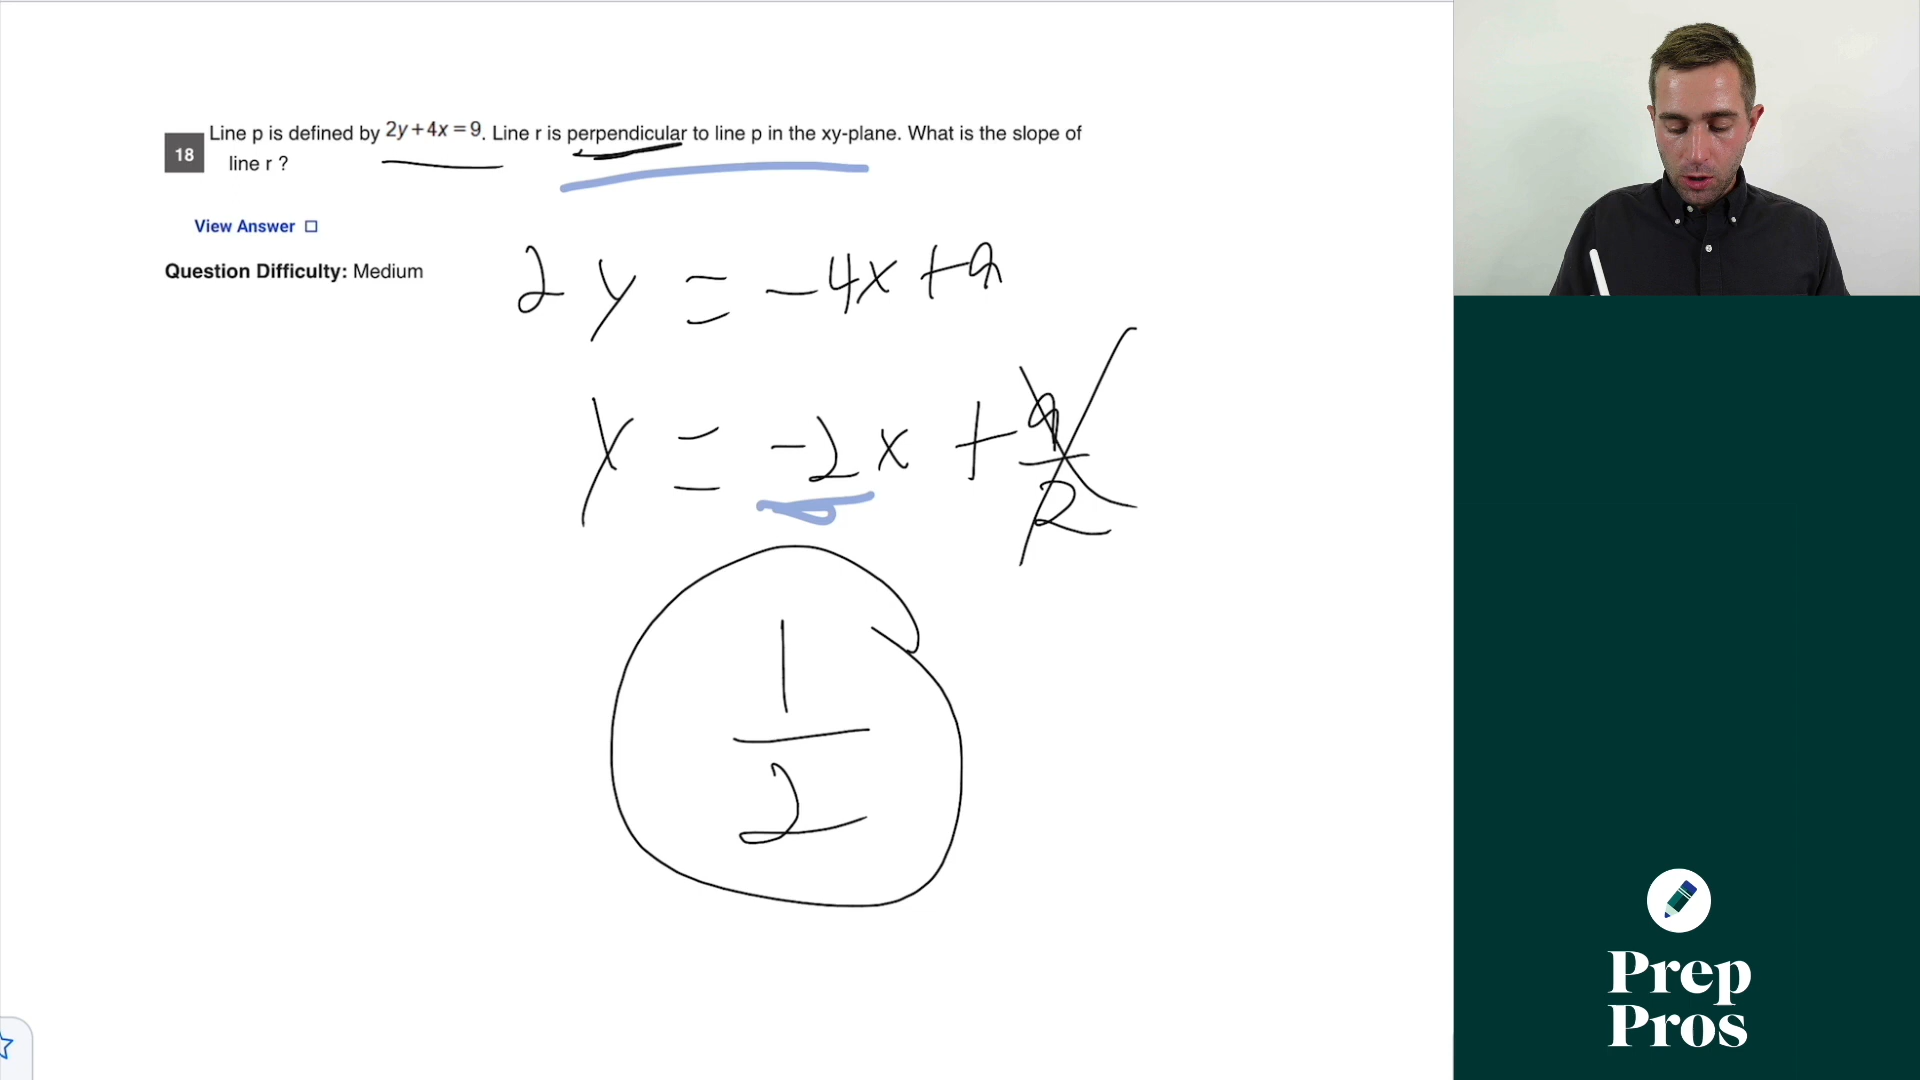 18
Line p is defined by 2y+4x=9. Line r is perpendicular to line p in the xy-plane. What is the slope of
line r ?
View Answer
Question Difficulty: Medium
2y = -4x+9
y = -2x + 9/2
1/2
Prep
Pros